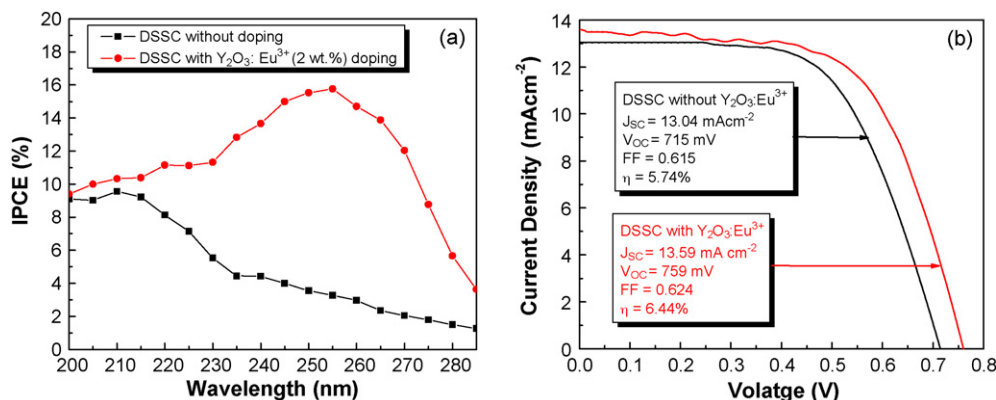 (a)
DSSC without doping
DSSC with Y₂O₃: Eu³⁺ (2 wt.%) doping
IPCE (%)
20
18
16
14
12
10
8
6
4
2
0
200 210 220 230 240 250 260 270 280
Wavelength (nm)
(b)
DSSC without Y₂O₃:Eu³⁺
J_SC = 13.04 mAcm⁻²
V_OC = 715 mV
FF = 0.615
η = 5.74%
DSSC with Y₂O₃:Eu³⁺
J_SC = 13.59 mA cm⁻²
V_OC = 759 mV
FF = 0.624
η = 6.44%
Current Density (mAcm⁻²)
14
12
10
8
6
4
2
0
0.0 0.1 0.2 0.3 0.4 0.5 0.6 0.7 0.8
Volatge (V)